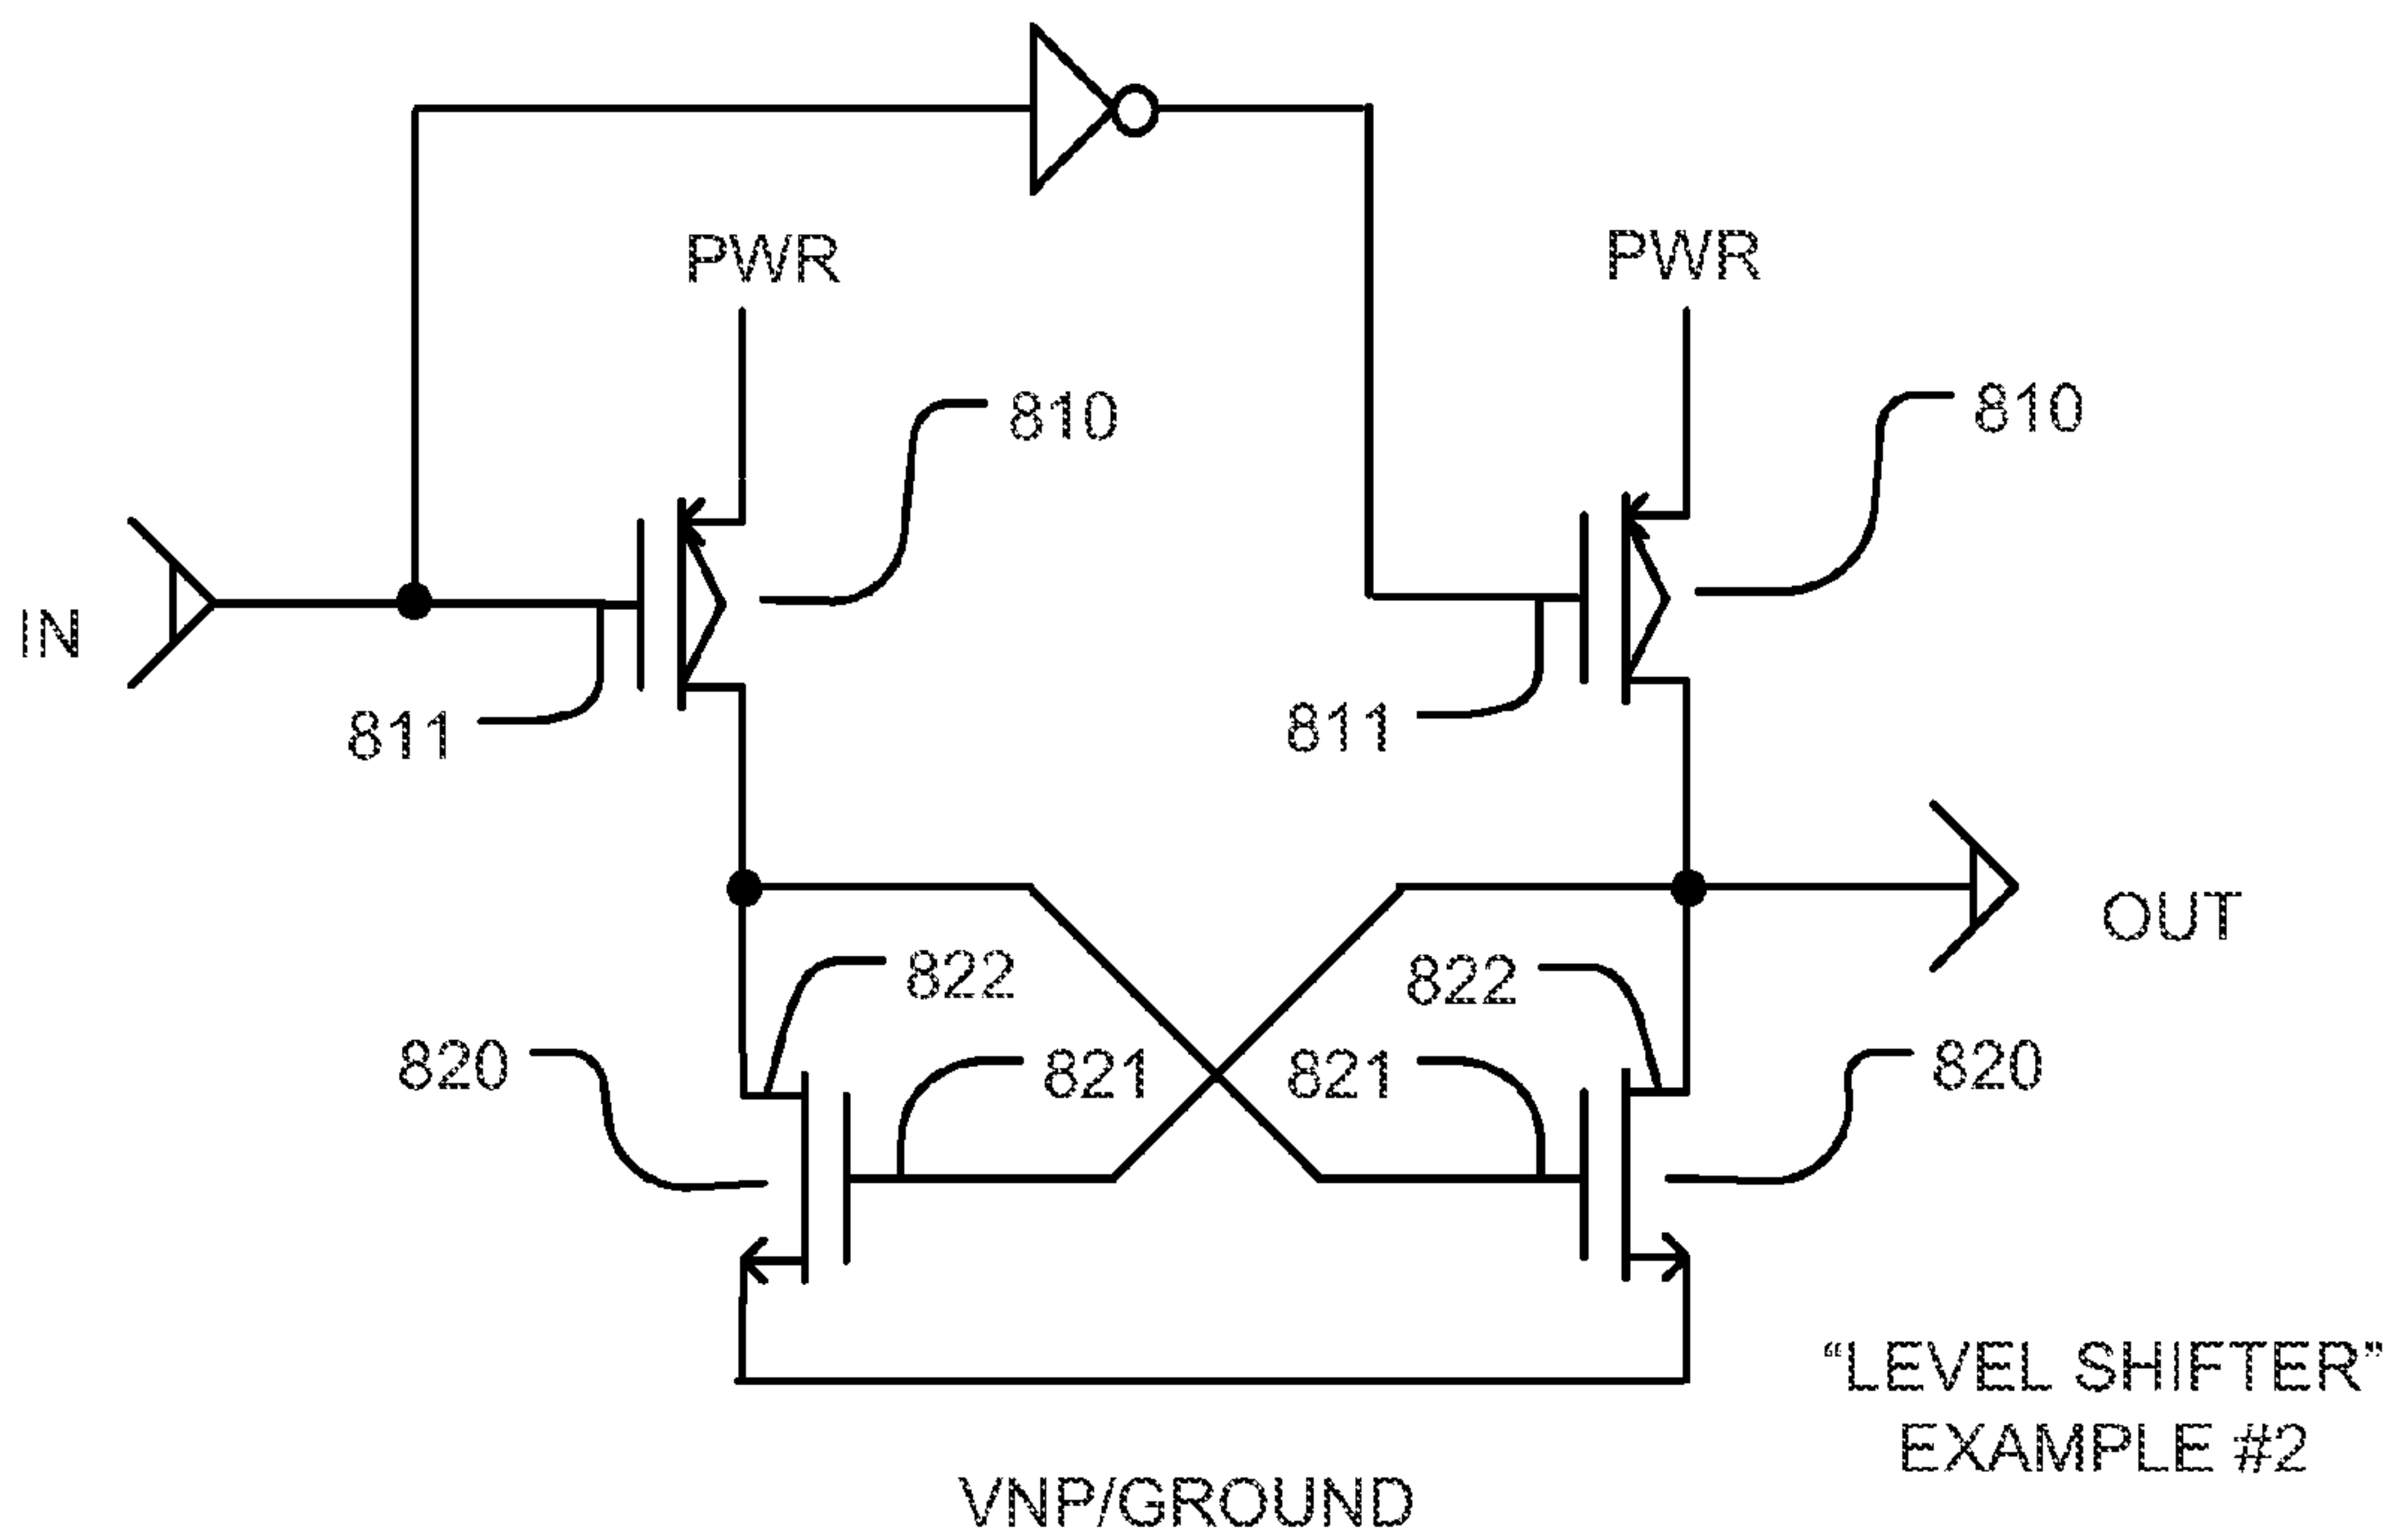 PWR
PWR
810
810
IN
811
811
OUT
822
822
820
821
821
820
"LEVEL SHIFTER"
EXAMPLE #2
VNP/GROUND